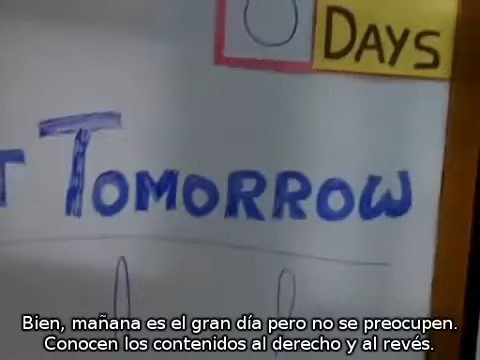 DAYS
TOMORROW
Bien, mañana es el gran día pero no se preocupen.
Conocen los contenidos al derecho y al revés.